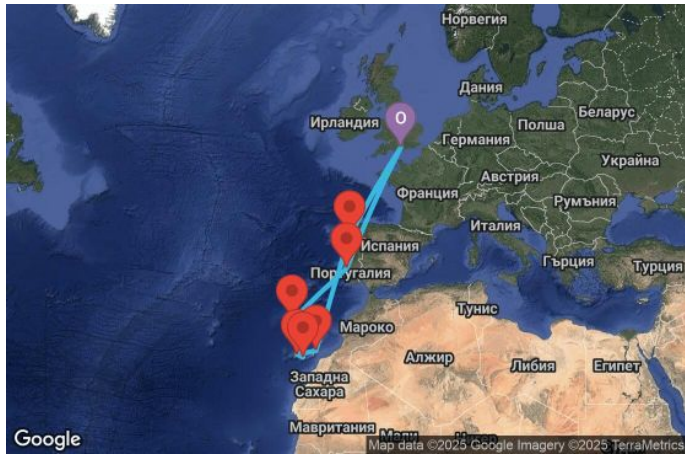 Норвегия
Дания
O
Ирландия
Беларус
Полша
Германия
Украйна
Австрия
Франция
Румъния
Италия
Испания
Гърция
Турция
Португалия
Тунис
Мароко
Алжир
Либия
Египет
Западна
Сахара
Мавритания
Мали
Google
Map data ©2025 Google Imagery ©2025 TerraMetrics